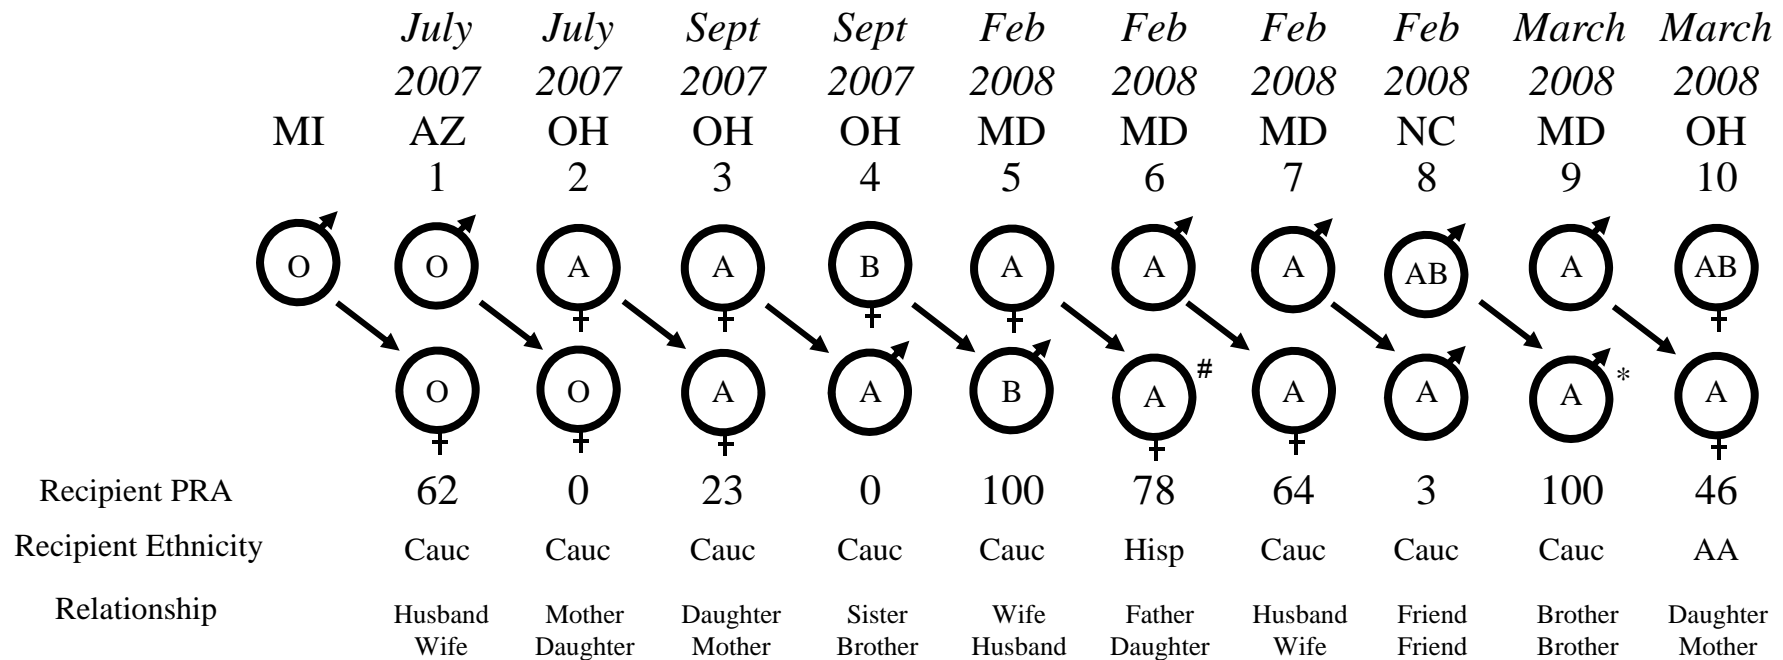 July July Sept Sept Feb Feb Feb Feb March March
2007 2007 2007 2007 2008 2008 2008 2008 2008 2008
MI AZ OH OH OH MD MD MD NC MD OH
1 2 3 4 5 6 7 8 9 10
O O A A B A A A AB A AB
O O A A B A # A A A * A
Recipient PRA 62 0 23 0 100 78 64 3 100 46
Recipient Ethnicity Cauc Cauc Cauc Cauc Cauc Hisp Cauc Cauc Cauc AA
Relationship Husband Mother Daughter Sister Wife Father Husband Friend Brother Daughter
Wife Daughter Mother Brother Husband Daughter Wife Friend Brother Mother